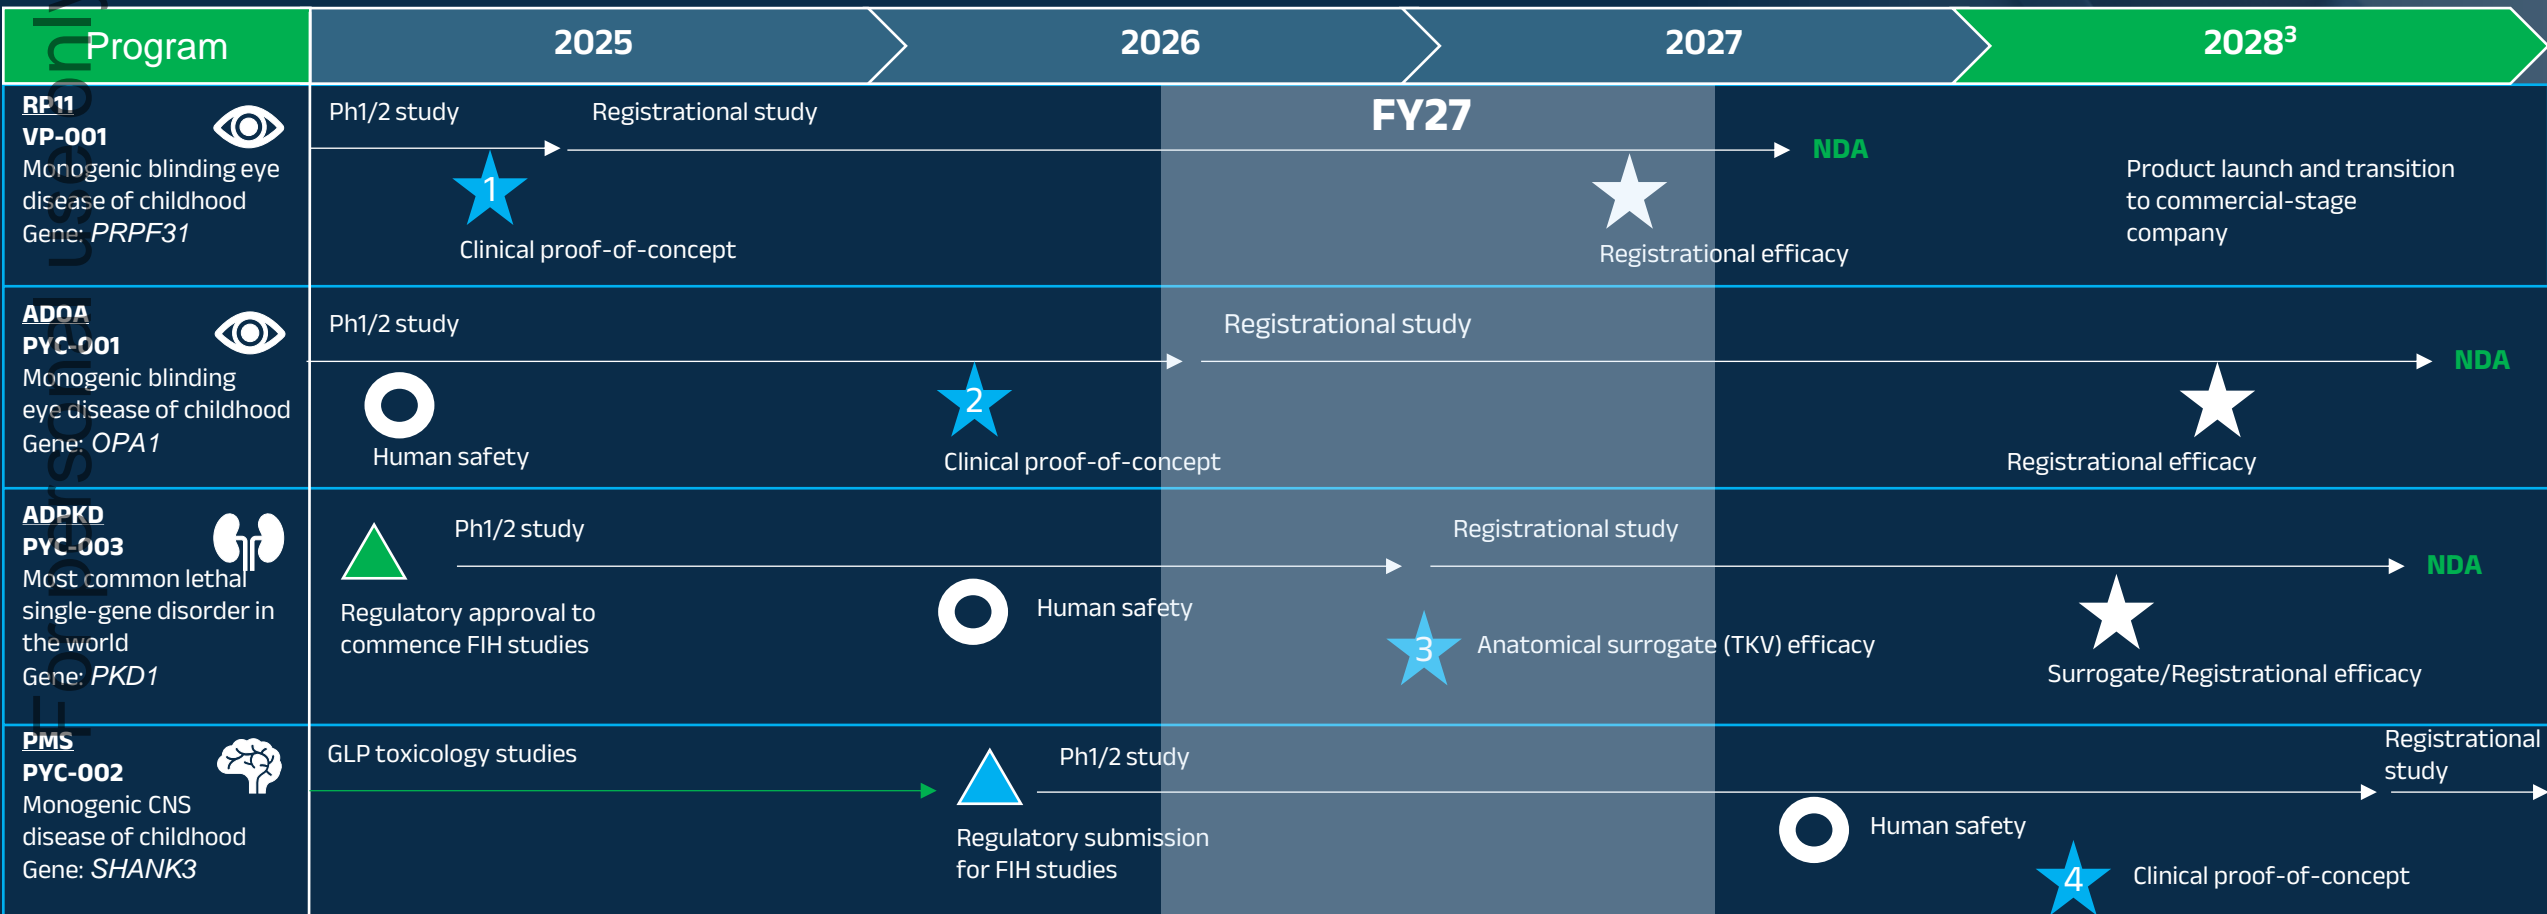 For personal use only
Program
2025
2026
2027
2028³
FY27
RP11
VP-001
Monogenic blinding eye
disease of childhood
Gene: PRPF31
Ph1/2 study
Registrational study
NDA
1
Clinical proof-of-concept
Registrational efficacy
Product launch and transition
to commercial-stage
company
ADOA
PYC-001
Monogenic blinding
eye disease of childhood
Gene: OPA1
Ph1/2 study
Registrational study
NDA
Human safety
2
Clinical proof-of-concept
Registrational efficacy
ADPKD
PYC-003
Most common lethal
single-gene disorder in
the world
Gene: PKD1
Ph1/2 study
Registrational study
NDA
Regulatory approval to
commence FIH studies
Human safety
3
Anatomical surrogate (TKV) efficacy
Surrogate/Registrational efficacy
PMS
PYC-002
Monogenic CNS
disease of childhood
Gene: SHANK3
GLP toxicology studies
Ph1/2 study
Registrational
study
Regulatory submission
for FIH studies
Human safety
4
Clinical proof-of-concept